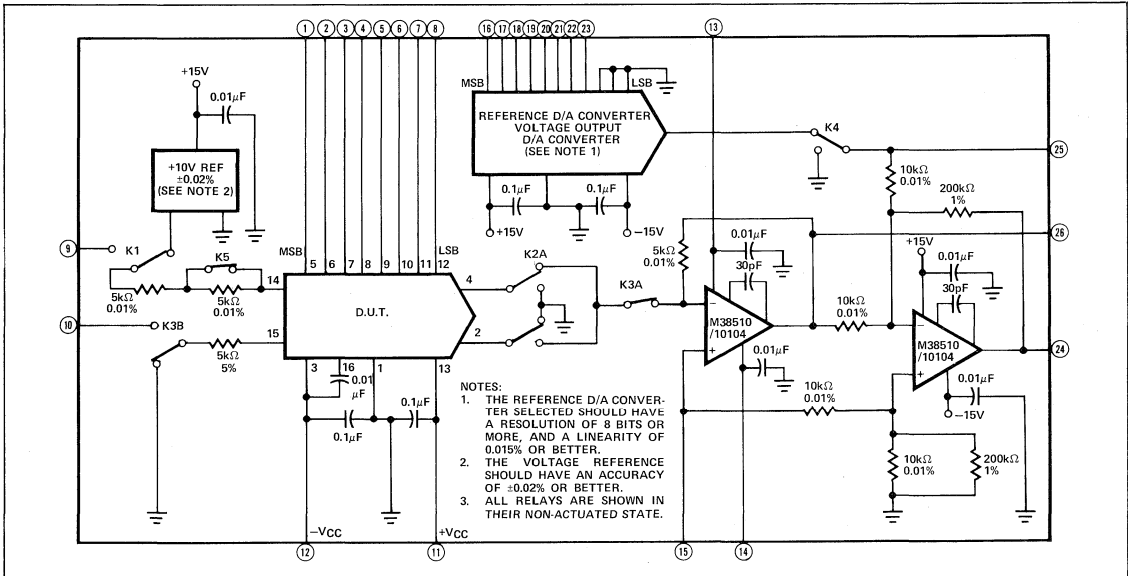 1 2 3 4 5 6 7 8 16 17 18 19 20 21 22 23 13
+15V
0.01μF
MSB
LSB
REFERENCE D/A CONVERTER
VOLTAGE OUTPUT
D/A CONVERTER
(SEE NOTE 1)
K4
25
+10V REF
±0.02%
(SEE NOTE 2)
0.1μF
0.1μF
+15V
−15V
10kΩ
0.01%
200kΩ
1%
26
9
K1
K5
5kΩ
0.01%
5kΩ
0.01%
14
MSB
5 6 7 8 9 10 11 12
LSB
4
2
D.U.T.
K2A
K3A
5kΩ
0.01%
0.01μF
30pF
+15V
0.01μF
30pF
10
K3B
15
5kΩ
5%
−
M38510
/10104
+
10kΩ
0.01%
−
M38510
/10104
+
24
3
16
1
13
0.01
μF
0.1μF
0.1μF
0.01μF
10kΩ
0.01%
0.01μF
−15V
10kΩ
0.01%
200kΩ
1%
NOTES:
1. THE REFERENCE D/A CONVER-
TER SELECTED SHOULD HAVE
A RESOLUTION OF 8 BITS OR
MORE, AND A LINEARITY OF
0.015% OR BETTER.
2. THE VOLTAGE REFERENCE
SHOULD HAVE AN ACCURACY
OF ±0.02% OR BETTER.
3. ALL RELAYS ARE SHOWN IN
THEIR NON-ACTUATED STATE.
−VCC
+VCC
12
11
15
14